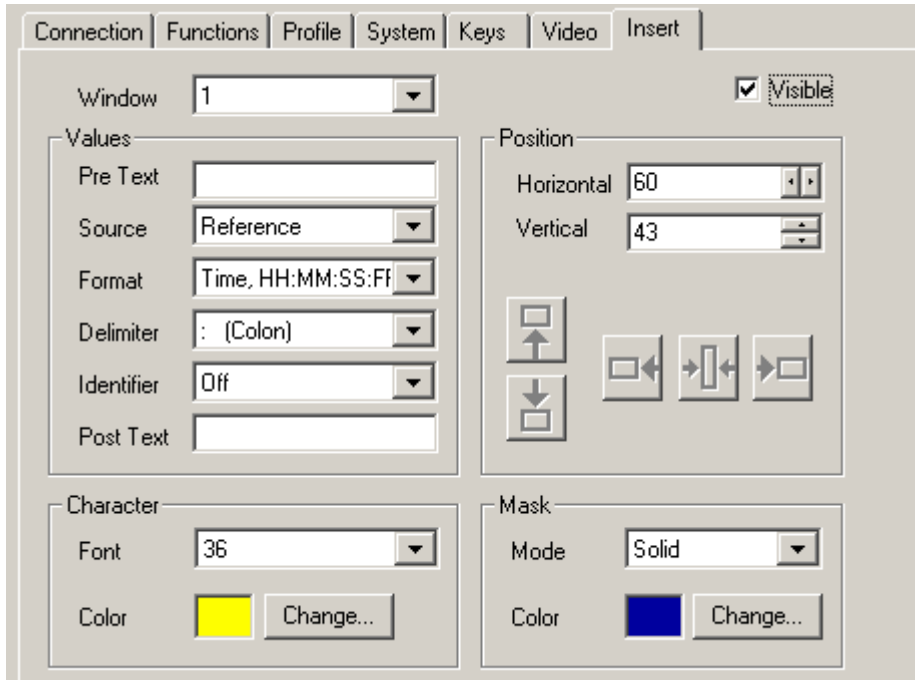 Connection Functions Profile System Keys Video Insert
Window 1
Visible
Values
Pre Text
Source Reference
Format Time, HH:MM:SS:FF
Delimiter : (Colon)
Identifier Off
Post Text
Position
Horizontal 60
Vertical 43
Character
Font 36
Color Change...
Mask
Mode Solid
Color Change...